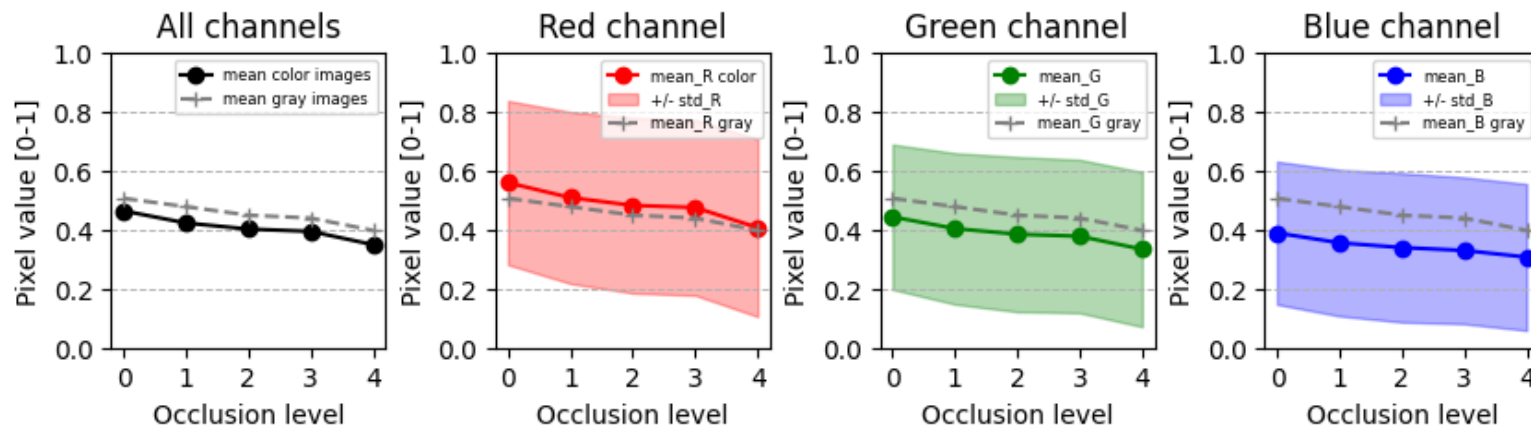 All channels
Pixel value [0-1]
1.0
0.8
0.6
0.4
0.2
0.0
mean color images
mean gray images
0 1 2 3 4
Occlusion level
Red channel
Pixel value [0-1]
1.0
0.8
0.6
0.4
0.2
0.0
mean_R color
+/- std_R
mean_R gray
0 1 2 3 4
Occlusion level
Green channel
Pixel value [0-1]
1.0
0.8
0.6
0.4
0.2
0.0
mean_G
+/- std_G
mean_G gray
0 1 2 3 4
Occlusion level
Blue channel
Pixel value [0-1]
1.0
0.8
0.6
0.4
0.2
0.0
mean_B
+/- std_B
mean_B gray
0 1 2 3 4
Occlusion level